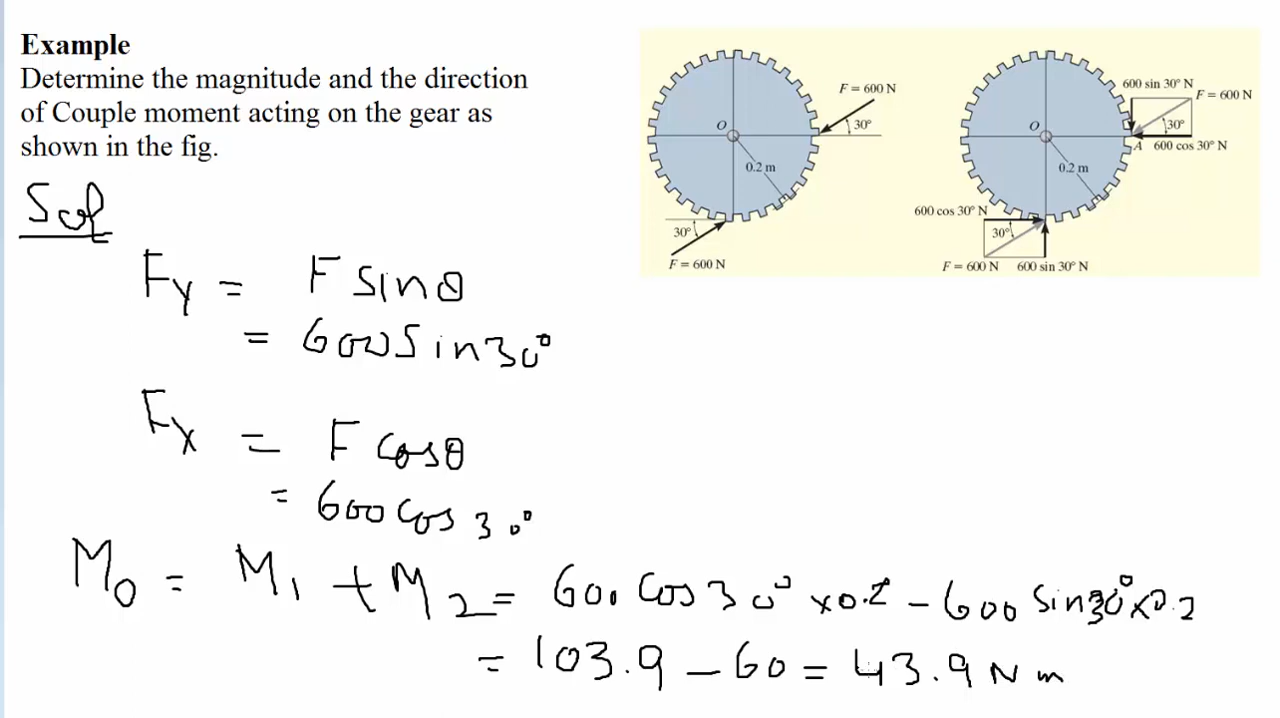 Example
Determine the magnitude and the direction
of Couple moment acting on the gear as
shown in the fig.
Sol
Fy = F sinθ
= 600 Sin 30°
Fx = F cosθ
= 600 cos 30°
M0 = M1 + M2 = 600 cos 30° × 0.2 - 600 sin 30° × 0.2
= 103.9 - 60 = 43.9 N m
F = 600 N
30°
O
0.2 m
30°
F = 600 N
600 sin 30° N
F = 600 N
30°
O
A
600 cos 30° N
0.2 m
600 cos 30° N
30°
F = 600 N
600 sin 30° N